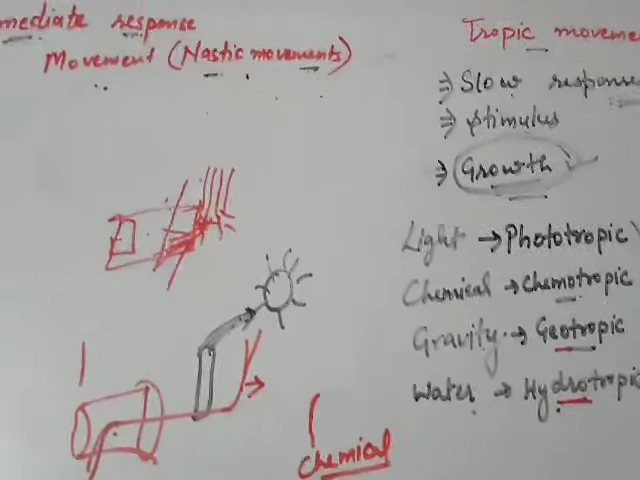 mediate response
Movement (Nastic movements)
Tropic moveme
⇒ Slow response
⇒ stimulus
⇒ Growth
Light → Phototropic
Chemical → Chemotropic
Gravity → Geotropic
Water → Hydrotropic
chemical